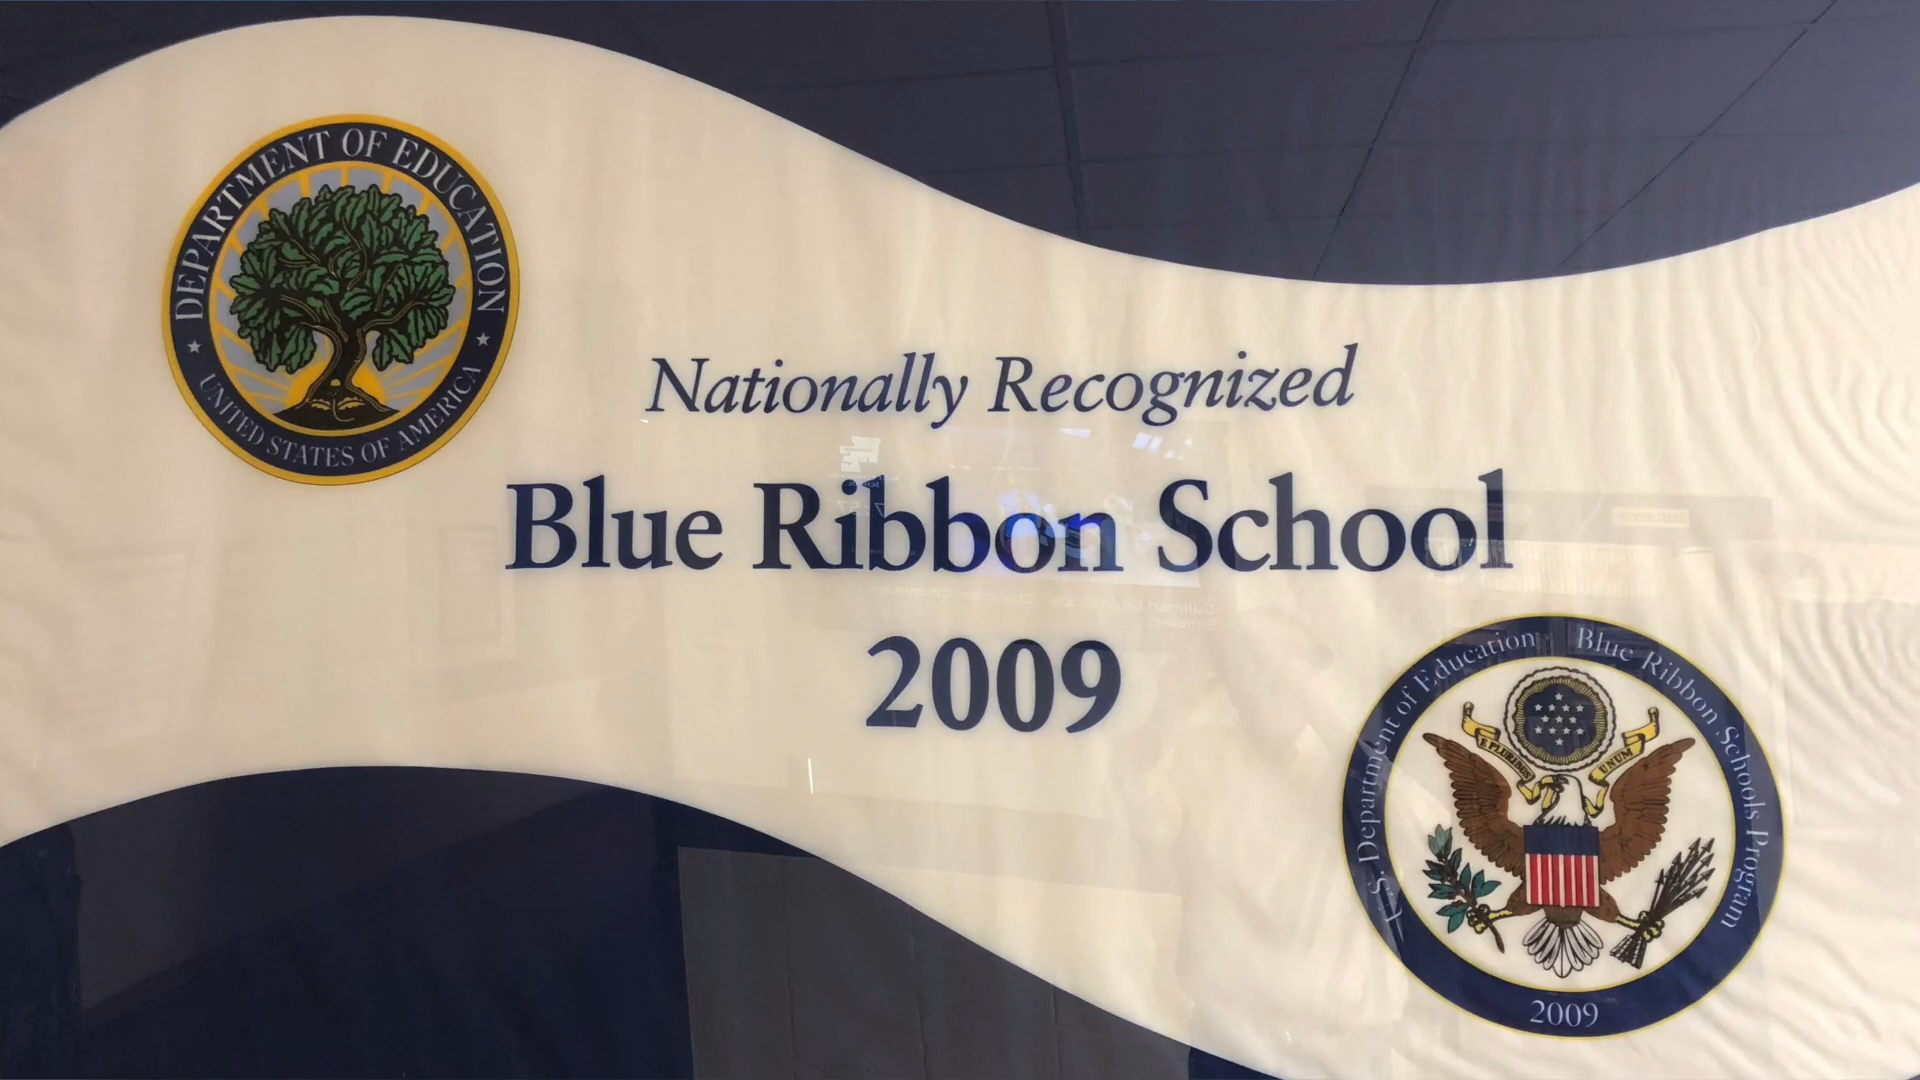 DEPARTMENT OF EDUCATION
UNITED STATES OF AMERICA
Nationally Recognized
Blue Ribbon School
2009
U.S. Department of Education Blue Ribbon Schools Program
E PLURIBUS UNUM
2009